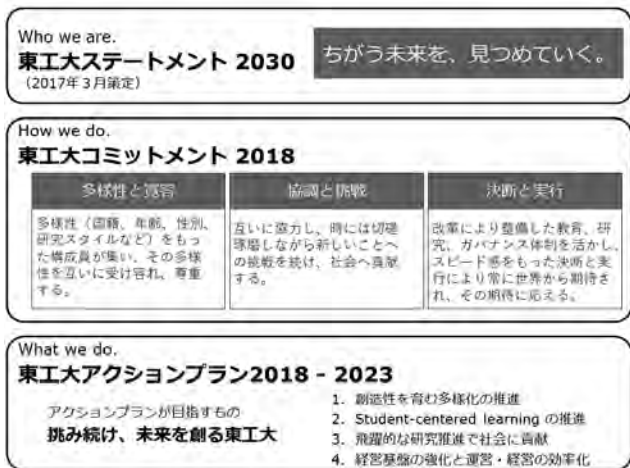 Who we are.
東工大ステートメント 2030
（2017年3月策定）
ちがう未来を、見つめていく。
How we do.
東工大コミットメント 2018
多様性と寛容
多様性（国籍、年齢、性別、
研究スタイルなど）をもっ
た構成員が集い、その多様
性を互いに受け容れ、尊重
する。
協調と挑戦
互いに協力し、時には切磋
琢磨しながら新しいことへ
の挑戦を続け、社会へ貢献
する。
決断と実行
改革により整備した教育、研
究、ガバナンス体制を活かし、
スピード感をもった決断と実
行により常に世界から期待さ
れ、その期待に応える。
What we do.
東工大アクションプラン2018 - 2023
アクションプランが目指すもの
挑み続け、未来を創る東工大
1. 創造性を育む多様化の推進
2. Student-centered learning の推進
3. 飛躍的な研究推進で社会に貢献
4. 経営基盤の強化と運営・経営の効率化